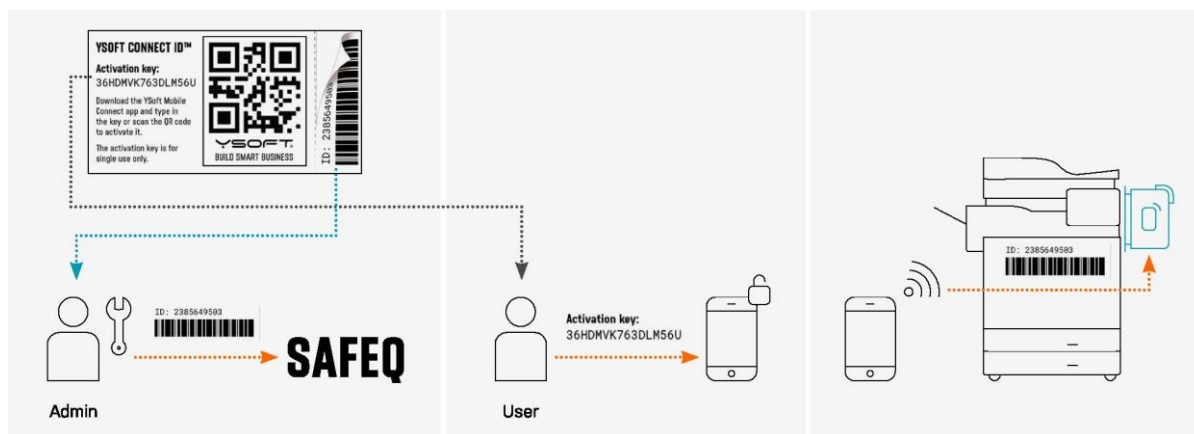 YSOFT CONNECT ID™
Activation key:
36HDMVK763DLM56U
Download the YSoft Mobile
Connect app and type in
the key or scan the QR code
to activate it.
The activation key is for
single use only.
YSOFT.
BUILD SMART BUSINESS
ID: 2385649503
ID: 2385649503
SAFEQ
Admin
Activation key:
36HDMVK763DLM56U
User
ID: 2385649503